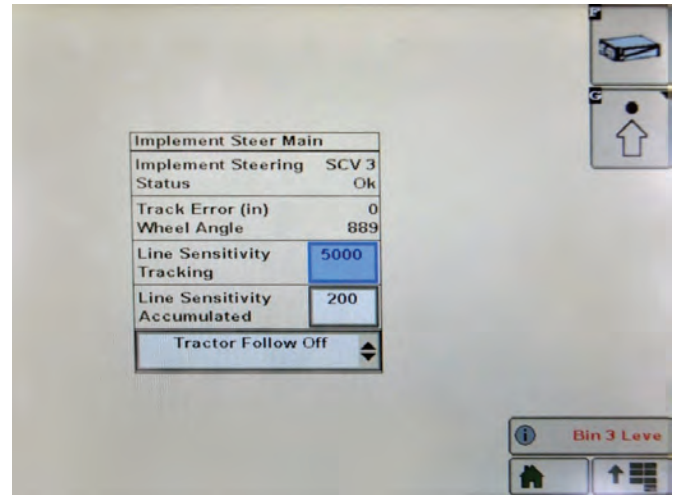 F
G
Implement Steer Main
Implement Steering SCV 3
Status Ok
Track Error (in) 0
Wheel Angle 889
Line Sensitivity 5000
Tracking
Line Sensitivity 200
Accumulated
Tractor Follow Off
Bin 3 Leve